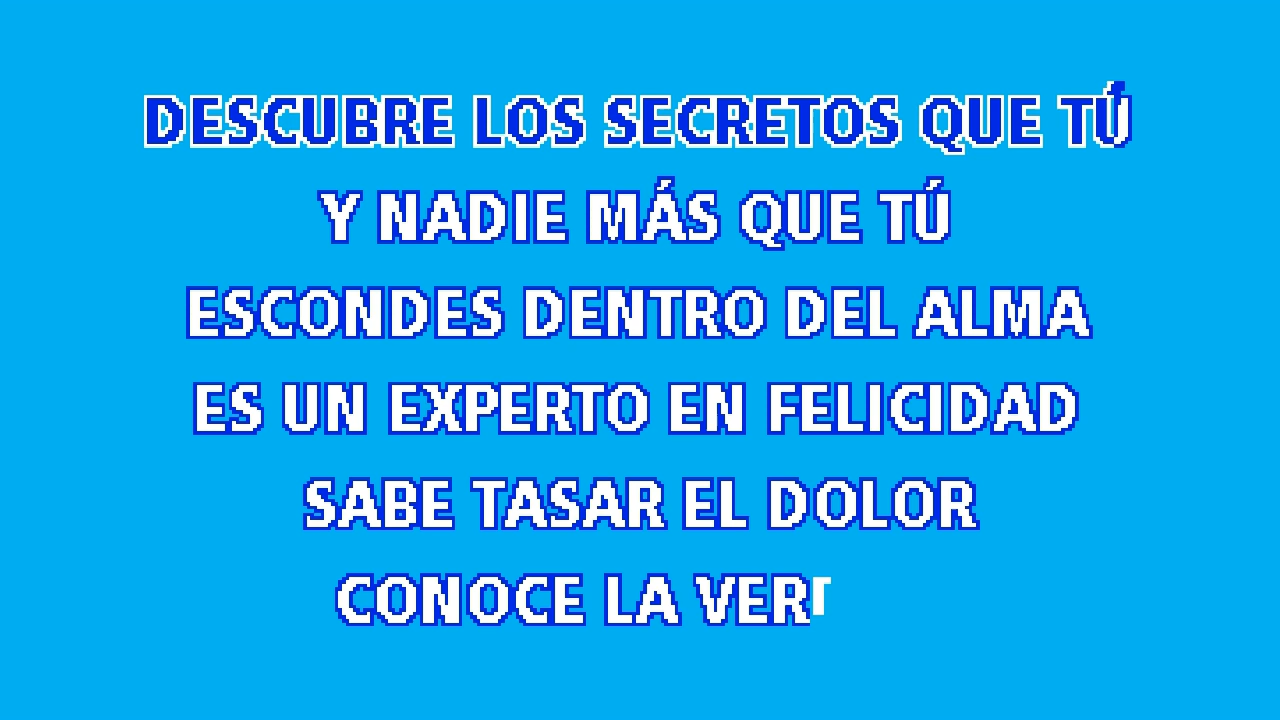 DESCUBRE LOS SECRETOS QUE TÚ
Y NADIE MÁS QUE TÚ
ESCONDES DENTRO DEL ALMA
ES UN EXPERTO EN FELICIDAD
SABE TASAR EL DOLOR
CONOCE LA VER